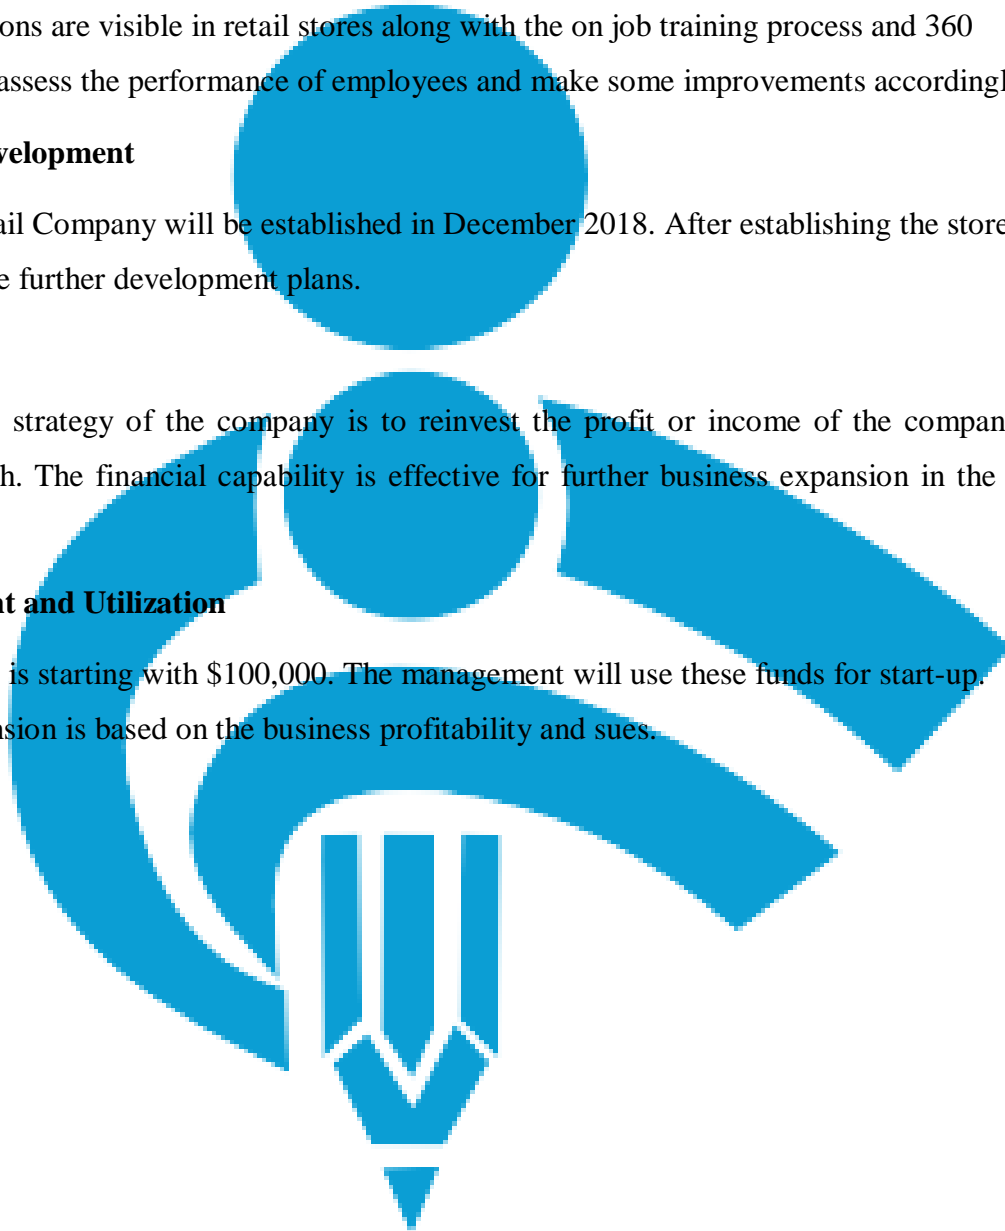 ons are visible in retail stores along with the on job training process and 360
assess the performance of employees and make some improvements accordingl
velopment
ail Company will be established in December 2018. After establishing the store
e further development plans.
strategy of the company is to reinvest the profit or income of the compan
h. The financial capability is effective for further business expansion in the
nt and Utilization
is starting with $100,000. The management will use these funds for start-up.
nsion is based on the business profitability and sues.